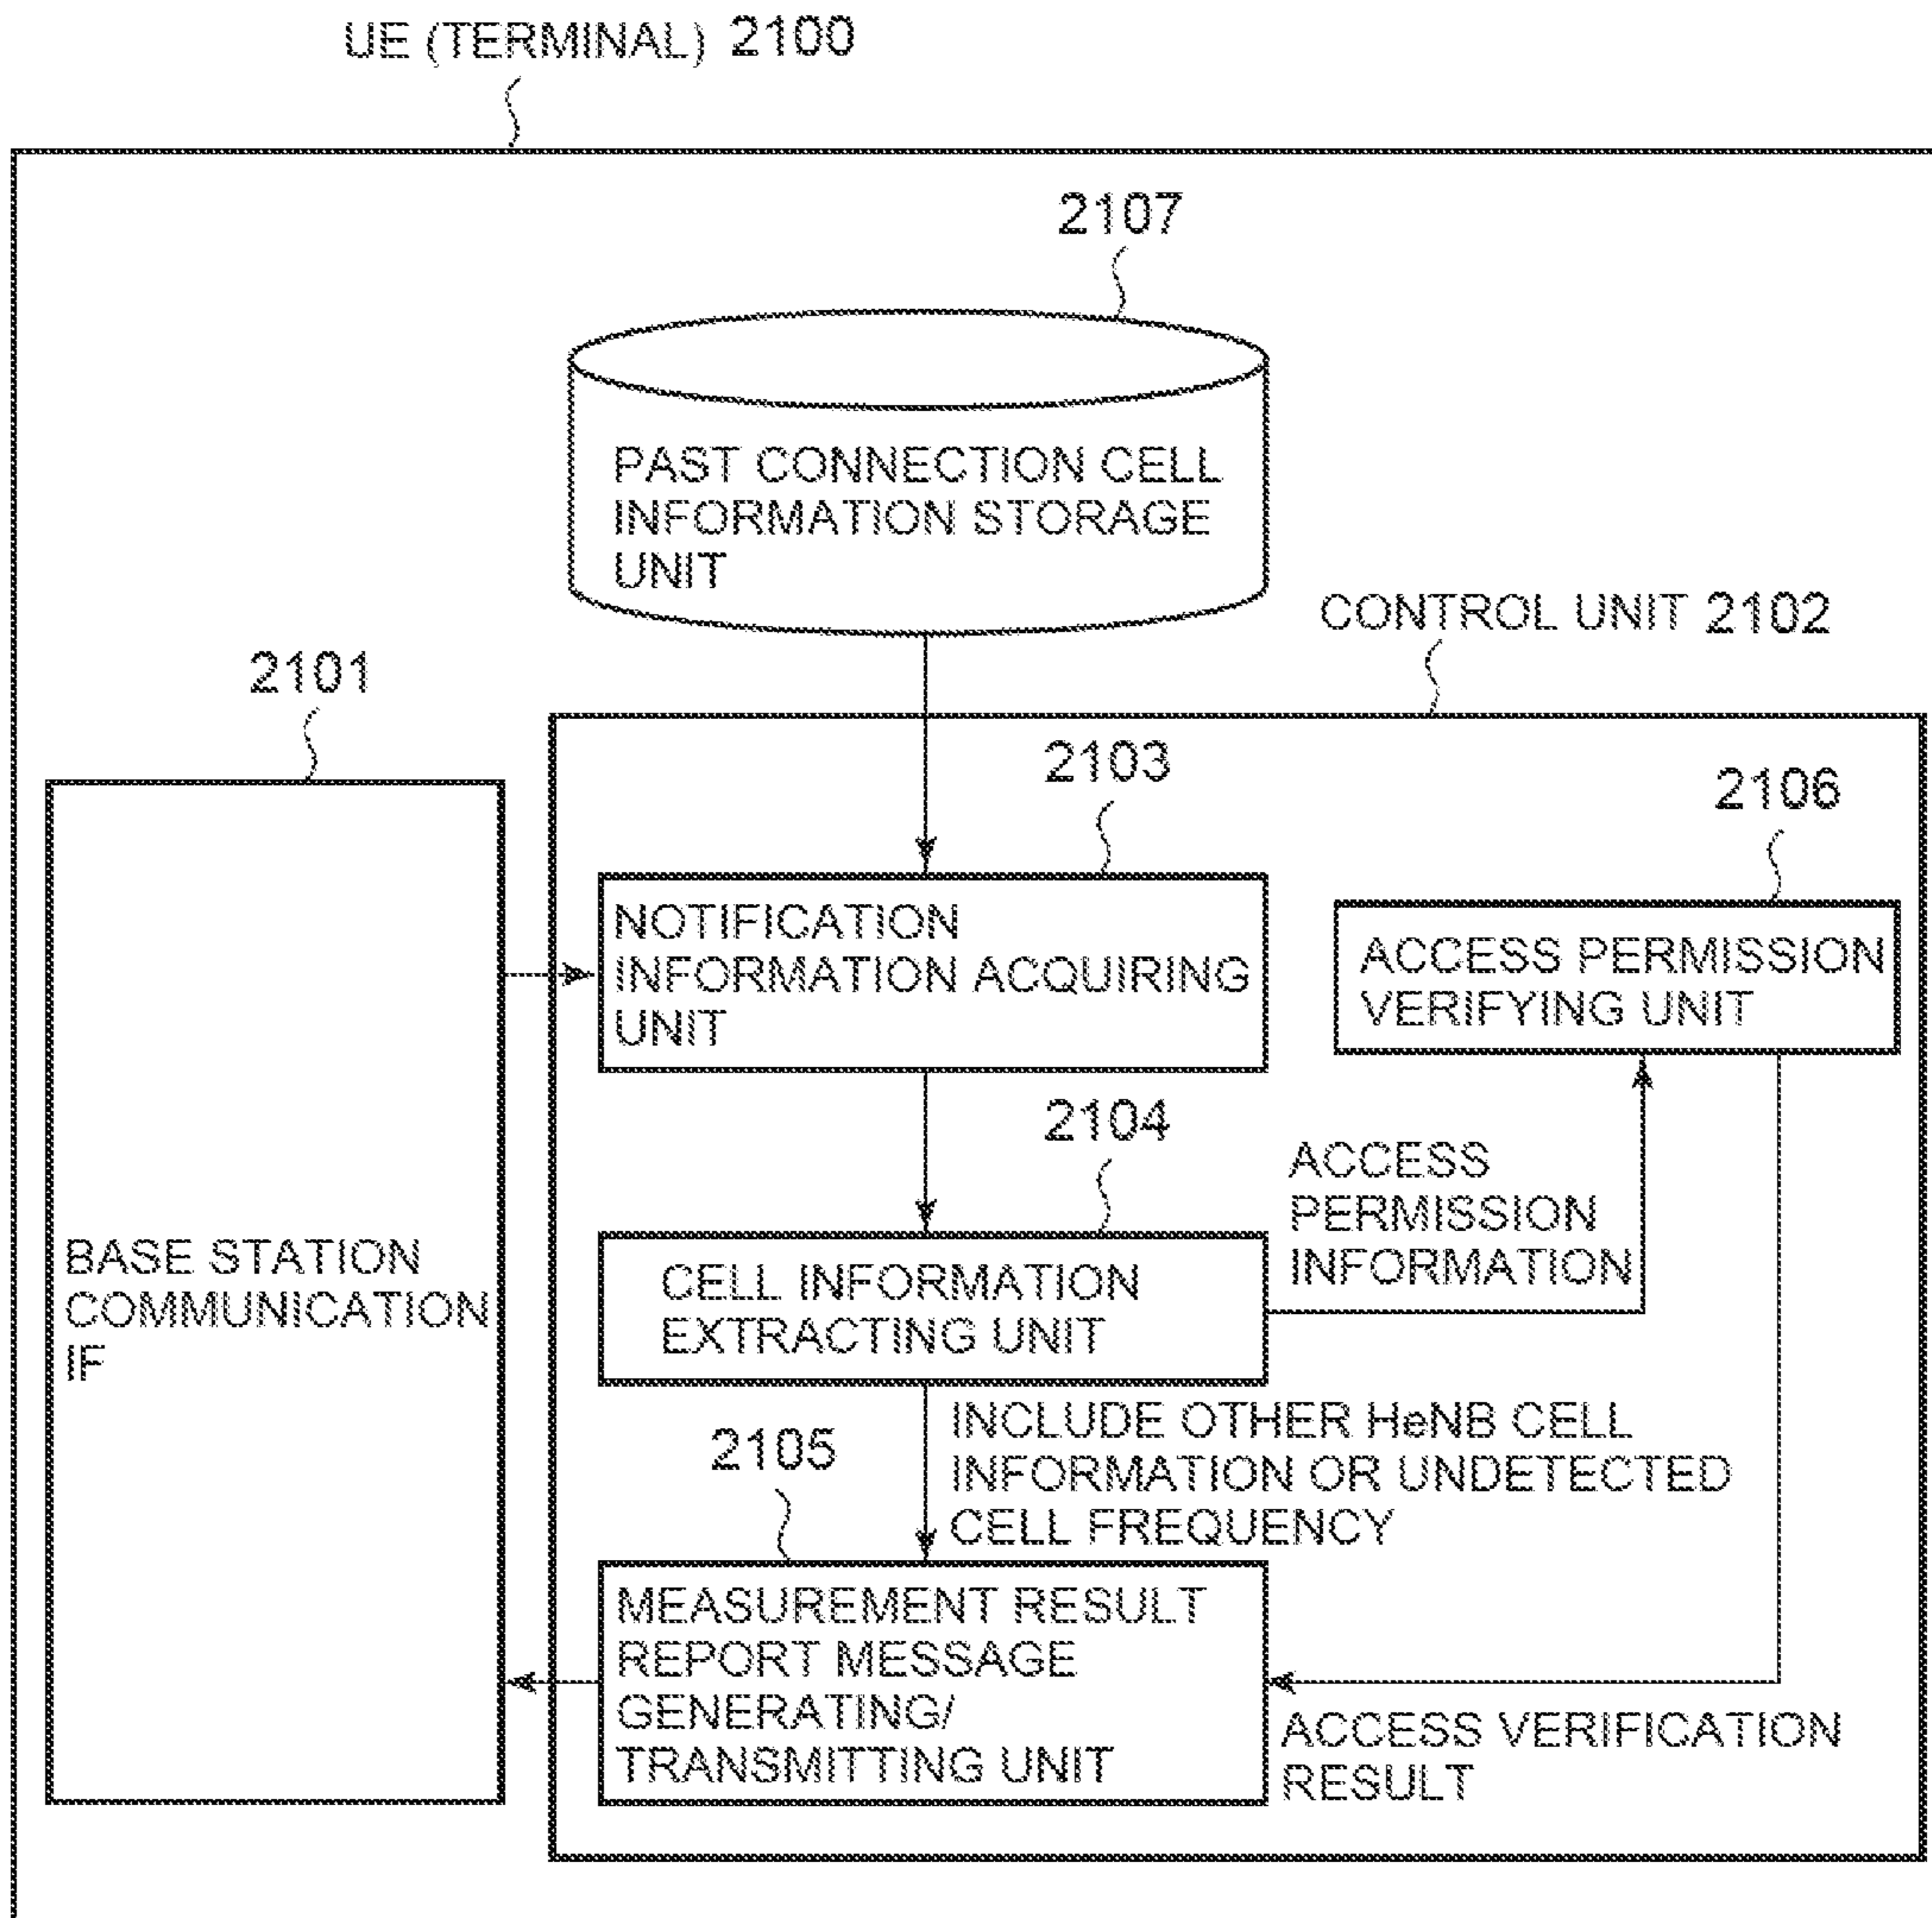 UE (TERMINAL) 2100
2107
PAST CONNECTION CELL
INFORMATION STORAGE
UNIT
CONTROL UNIT 2102
2101
2103
2106
NOTIFICATION
INFORMATION ACQUIRING
UNIT
ACCESS PERMISSION
VERIFYING UNIT
2104
ACCESS
PERMISSION
INFORMATION
BASE STATION
COMMUNICATION
IF
CELL INFORMATION
EXTRACTING UNIT
INCLUDE OTHER HeNB CELL
INFORMATION OR UNDETECTED
CELL FREQUENCY
2105
MEASUREMENT RESULT
REPORT MESSAGE
GENERATING/
TRANSMITTING UNIT
ACCESS VERIFICATION
RESULT